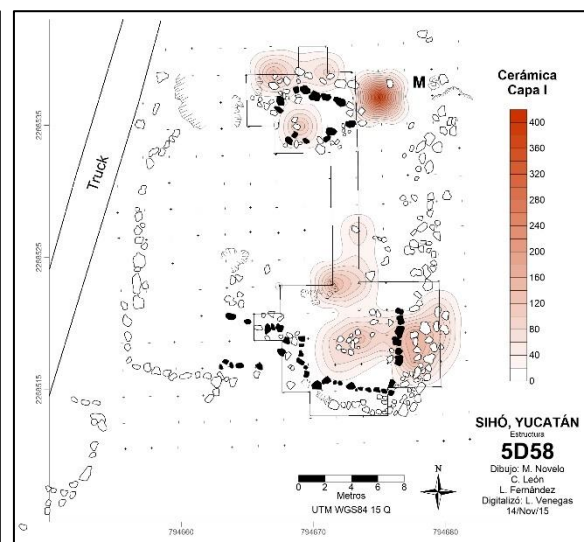 Truck
M
Cerámica
Capa I
400
360
320
280
240
200
160
120
80
40
0
2268535
2268525
2268515
SIHÓ, YUCATÁN
Estructura
5D58
Dibujo: M. Novelo
C. León
L. Fernández
Digitalizó: L. Venegas
14/Nov/15
N
0 2 4 6 8
Metros
UTM WGS84 15 Q
794660
794670
794680